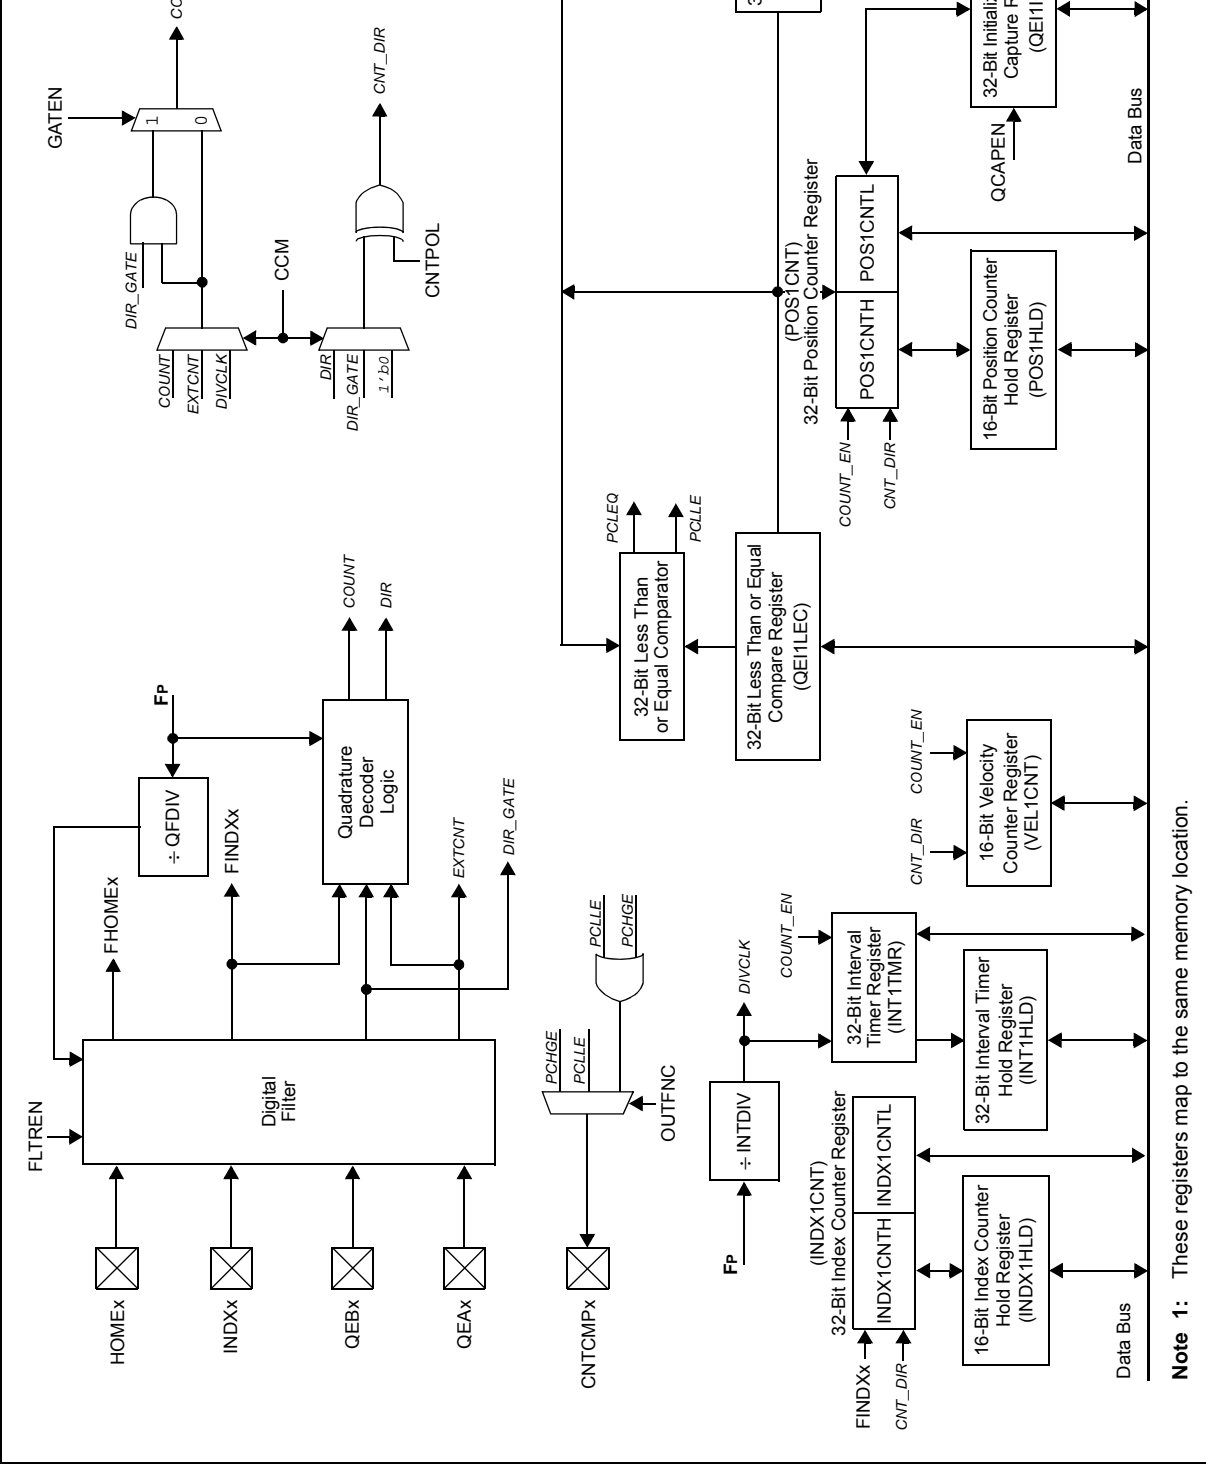 FLTREN
HOMEx
INDXx
QEBx
QEAx
CNTCMPx
Digital
Filter
FHOMEx
FINDXx
÷ QFDIV
FP
Quadrature
Decoder
Logic
COUNT
DIR
EXTCNT
DIR_GATE
PCHGE
PCLLE
OUTFNC
PCLLE
PCHGE
GATEN
1
0
DIR_GATE
COUNT
EXTCNT
DIVCLK
CCM
DIR
DIR_GATE
1'b0
CNTPOL
CNT_DIR
FP
÷ INTDIV
DIVCLK
32-Bit Less Than
or Equal Comparator
PCLEQ
PCLLE
32-Bit Less Than or Equal
Compare Register
(QEI1LEC)
(INDX1CNT)
32-Bit Index Counter Register
INDX1CNTH
INDX1CNTL
FINDXx
CNT_DIR
16-Bit Index Counter
Hold Register
(INDX1HLD)
COUNT_EN
32-Bit Interval
Timer Register
(INT1TMR)
32-Bit Interval Timer
Hold Register
(INT1HLD)
CNT_DIR
COUNT_EN
16-Bit Velocity
Counter Register
(VEL1CNT)
(POS1CNT)
32-Bit Position Counter Register
POS1CNTH
POS1CNTL
COUNT_EN
CNT_DIR
16-Bit Position Counter
Hold Register
(POS1HLD)
QCAPEN
32-Bit
Capture
Data Bus
Data Bus
Note 1: These registers map to the same memory location.